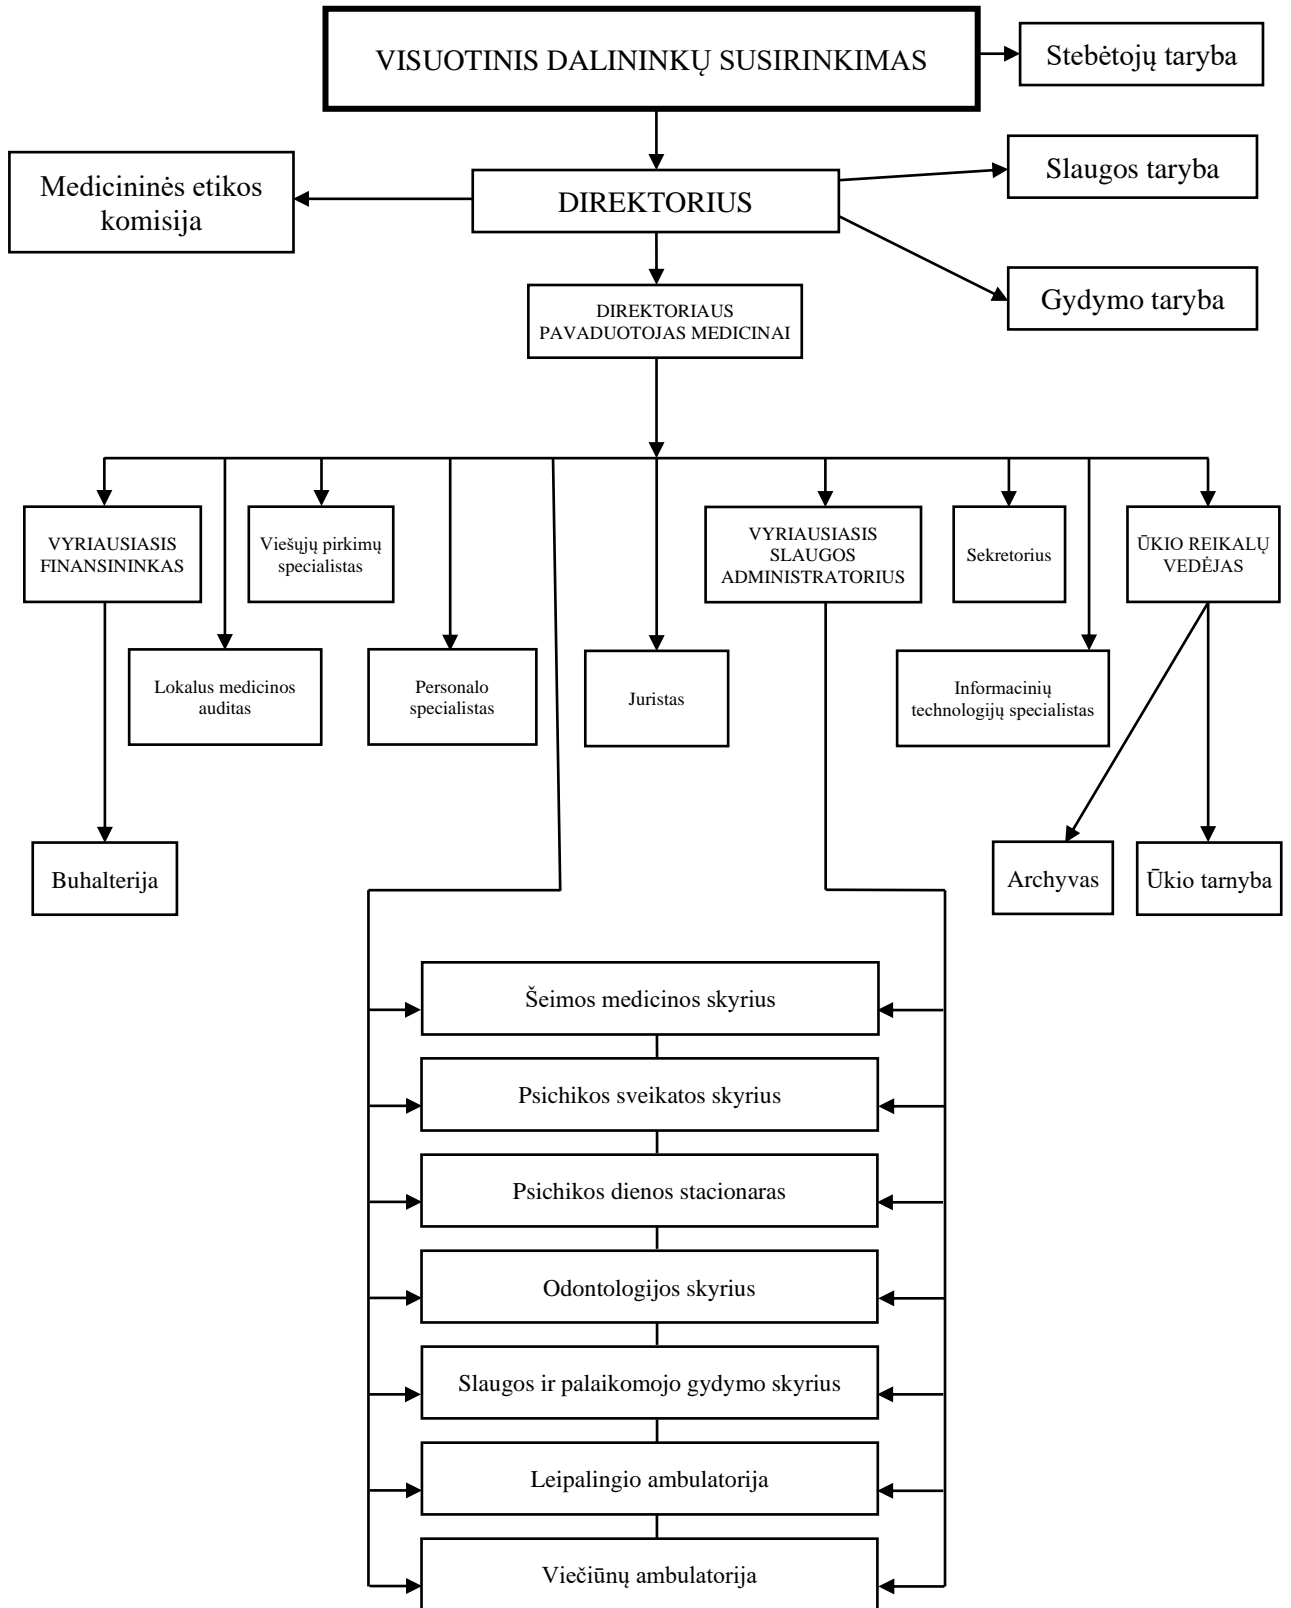 VISUOTINIS DALININKŲ SUSIRINKIMAS
Stebėtojų taryba
Medicininės etikos
komisija
DIREKTORIUS
Slaugos taryba
Gydymo taryba
DIREKTORIAUS
PAVADUOTOJAS MEDICINAI
VYRIAUSIASIS
FINANSININKAS
Viešųjų pirkimų
specialistas
VYRIAUSIASIS
SLAUGOS
ADMINISTRATORIUS
Sekretorius
ŪKIO REIKALŲ
VEDĖJAS
Lokalus medicinos
auditas
Personalo
specialistas
Juristas
Informacinių
technologijų specialistas
Buhalterija
Archyvas
Ūkio tarnyba
Šeimos medicinos skyrius
Psichikos sveikatos skyrius
Psichikos dienos stacionaras
Odontologijos skyrius
Slaugos ir palaikomojo gydymo skyrius
Leipalingio ambulatorija
Viečiūnų ambulatorija